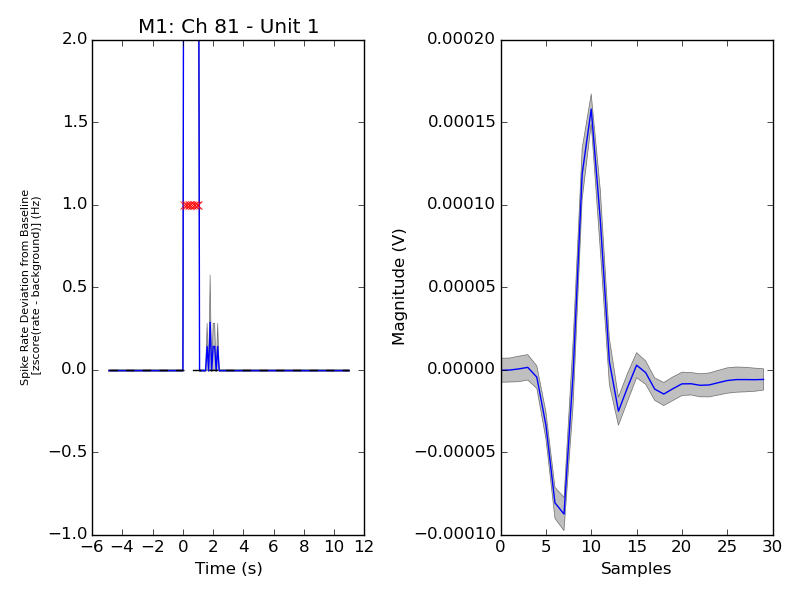 M1: Ch 81 - Unit 1
2.0
1.5
1.0
0.5
0.0
−0.5
−1.0
−6 −4 −2 0 2 4 6 8 10 12
Time (s)
Spike Rate Deviation from Baseline
[zscore(rate - background)] (Hz)
0.00020
0.00015
0.00010
0.00005
0.00000
−0.00005
−0.00010
0 5 10 15 20 25 30
Samples
Magnitude (V)